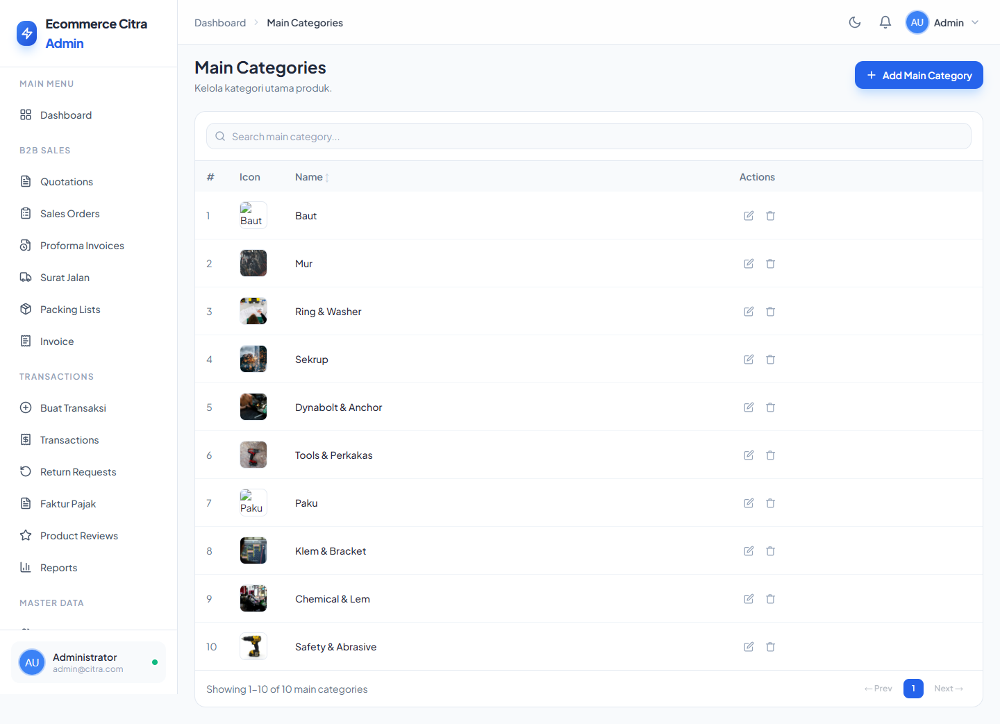 Ecommerce Citra
Admin
MAIN MENU
Dashboard
B2B SALES
Quotations
Sales Orders
Proforma Invoices
Surat Jalan
Packing Lists
Invoice
TRANSACTIONS
Buat Transaksi
Transactions
Return Requests
Faktur Pajak
Product Reviews
Reports
MASTER DATA
AU
Administrator
admin@citra.com
Dashboard
Main Categories
AU
Admin
Main Categories
Kelola kategori utama produk.
+ Add Main Category
Search main category...
# Icon Name ↕ Actions
1 Baut Baut
2 Mur
3 Ring & Washer
4 Sekrup
5 Dynabolt & Anchor
6 Tools & Perkakas
7 Paku Paku
8 Klem & Bracket
9 Chemical & Lem
10 Safety & Abrasive
Showing 1–10 of 10 main categories
← Prev 1 Next →